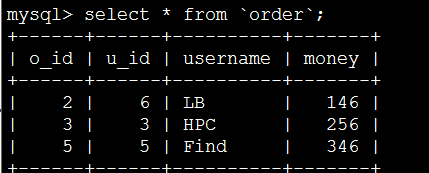 mysql> select * from `order`;
+------+------+----------+-------+
| o_id | u_id | username | money |
+------+------+----------+-------+
|    2 |    6 | LB       |   146 |
|    3 |    3 | HPC      |   256 |
|    5 |    5 | Find     |   346 |
+------+------+----------+-------+